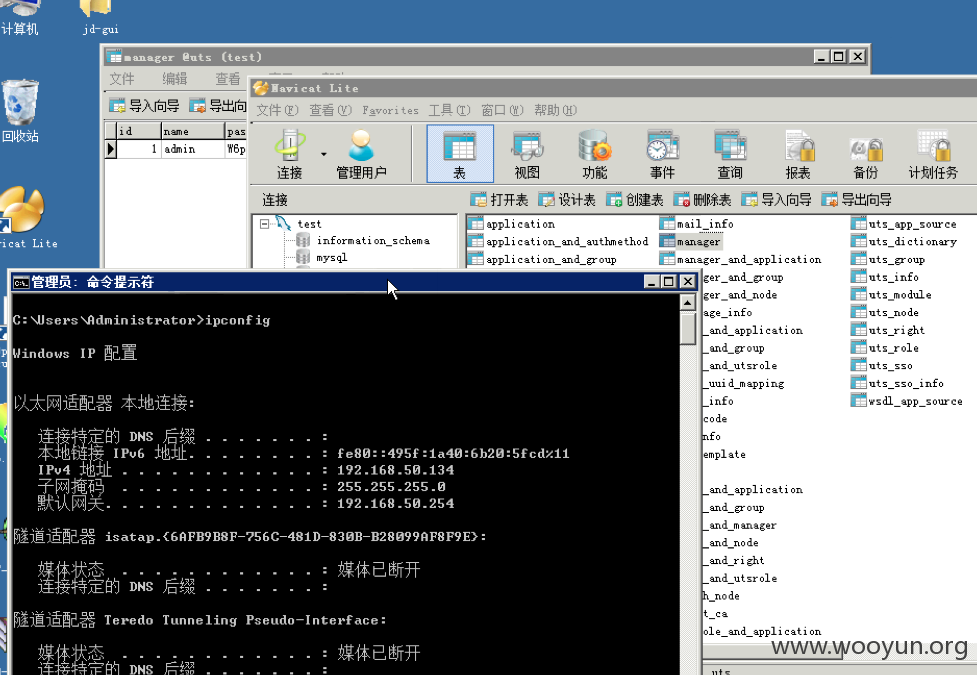 计算机
jd-gui
回收站
icat Lite
manager @uts (test)
文件 编辑 查看
导入向导 导出向
id name pas
1 admin W6p
Navicat Lite
文件(F) 查看(V) Favorites 工具(T) 窗口(W) 帮助(H)
连接 管理用户 表 视图 功能 事件 查询 报表 备份 计划任务
连接
打开表 设计表 创建表 删除表 导入向导 导出向导
test
information_schema
mysql
application
application_and_authmethod
application_and_group
mail_info
manager
manager_and_application
ger_and_group
ger_and_node
age_info
_and_application
_and_group
_and_utsrole
_uuid_mapping
_info
code
nfo
emplate
_and_application
_and_group
_and_manager
_and_node
_and_right
_and_utsrole
h_node
t_ca
ole_and_application
uts_app_source
uts_dictionary
uts_group
uts_info
uts_module
uts_node
uts_right
uts_role
uts_sso
uts_sso_info
wsdl_app_source
管理员: 命令提示符
C:\Users\Administrator>ipconfig
Windows IP 配置
以太网适配器 本地连接:
连接特定的 DNS 后缀 . . . . . . . :
本地链接 IPv6 地址. . . . . . . . : fe80::495f:1a40:6b20:5fcd%11
IPv4 地址 . . . . . . . . . . . . : 192.168.50.134
子网掩码 . . . . . . . . . . . . : 255.255.255.0
默认网关. . . . . . . . . . . . . : 192.168.50.254
隧道适配器 isatap.{6AFB9B8F-756C-481D-830B-B28099AF8F9E}:
媒体状态 . . . . . . . . . . . . : 媒体已断开
连接特定的 DNS 后缀 . . . . . . . :
隧道适配器 Teredo Tunneling Pseudo-Interface:
媒体状态 . . . . . . . . . . . . : 媒体已断开
连接特定的 DNS 后缀 . . . . . . . :
www.wooyun.org
uts